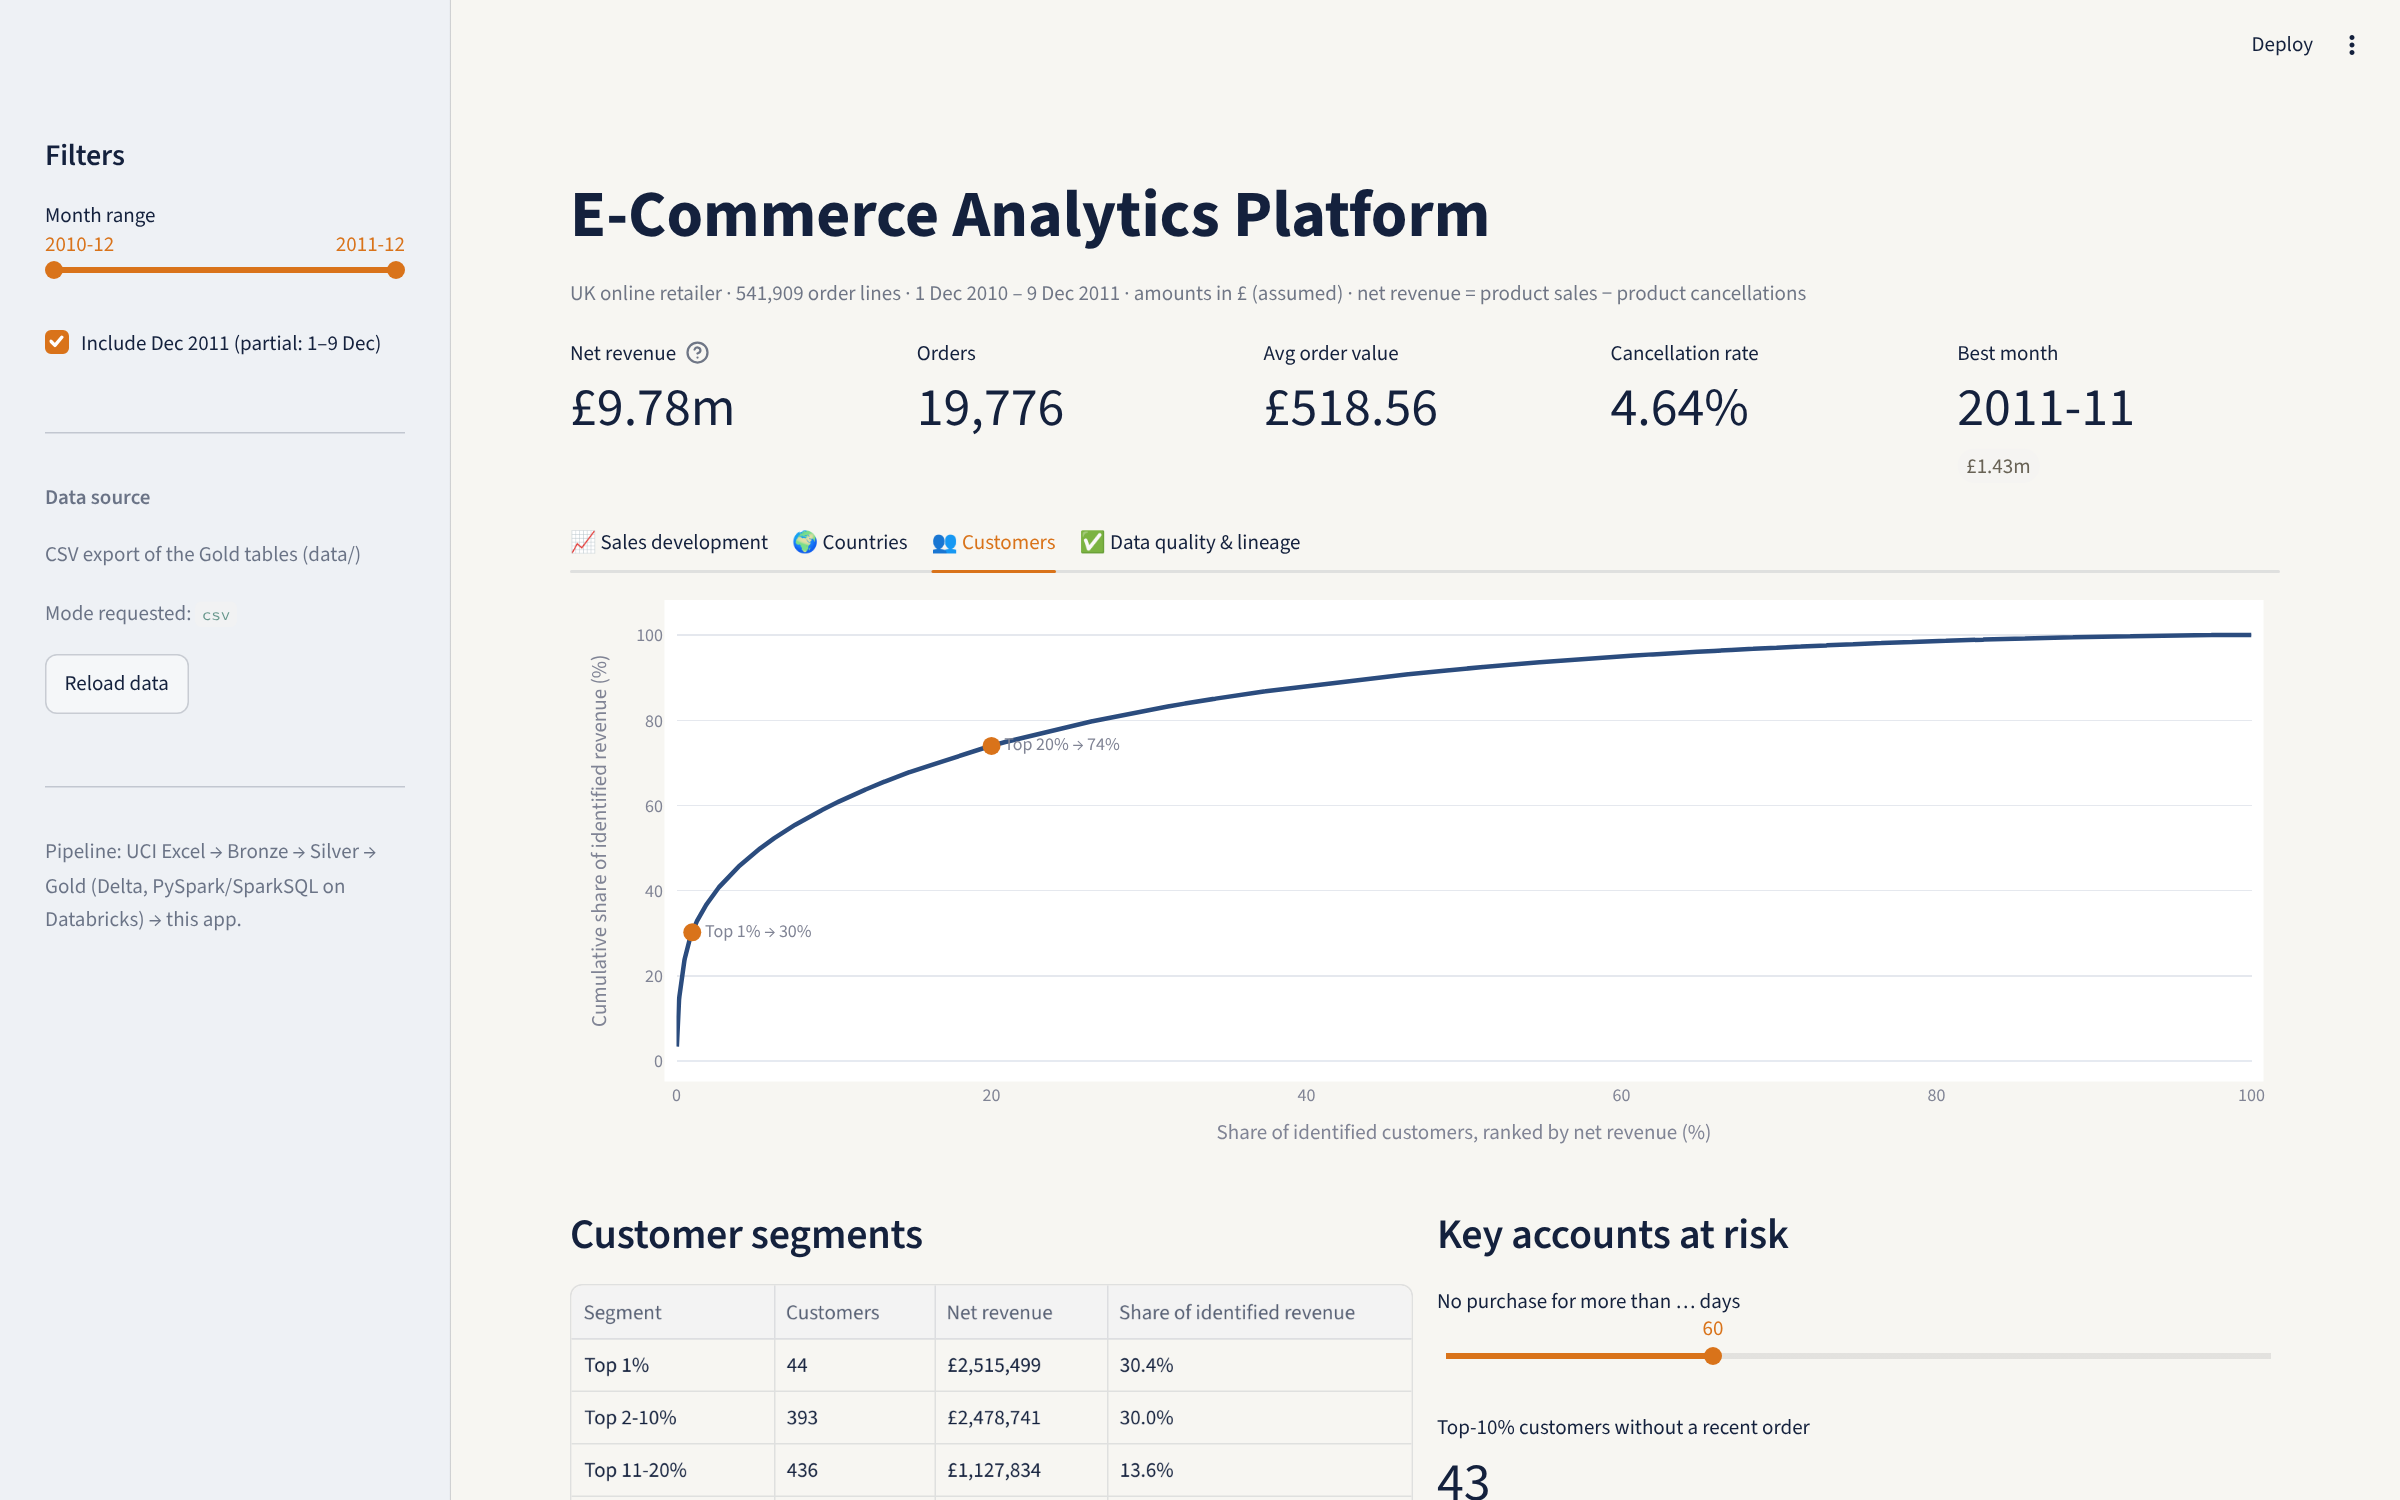 Deploy
Filters
Month range
2010-12 2011-12
Include Dec 2011 (partial: 1–9 Dec)
Data source
CSV export of the Gold tables (data/)
Mode requested: csv
Reload data
Pipeline: UCI Excel → Bronze → Silver →
Gold (Delta, PySpark/SparkSQL on
Databricks) → this app.
E-Commerce Analytics Platform
UK online retailer · 541,909 order lines · 1 Dec 2010 – 9 Dec 2011 · amounts in £ (assumed) · net revenue = product sales − product cancellations
Net revenue Orders Avg order value Cancellation rate Best month
£9.78m 19,776 £518.56 4.64% 2011-11
£1.43m
Sales development Countries Customers Data quality & lineage
Cumulative share of identified revenue (%)
100
80
Top 20% → 74%
60
40
Top 1% → 30%
20
0
0 20 40 60 80 100
Share of identified customers, ranked by net revenue (%)
Customer segments
Segment Customers Net revenue Share of identified revenue
Top 1% 44 £2,515,499 30.4%
Top 2-10% 393 £2,478,741 30.0%
Top 11-20% 436 £1,127,834 13.6%
Key accounts at risk
No purchase for more than … days
60
Top-10% customers without a recent order
43